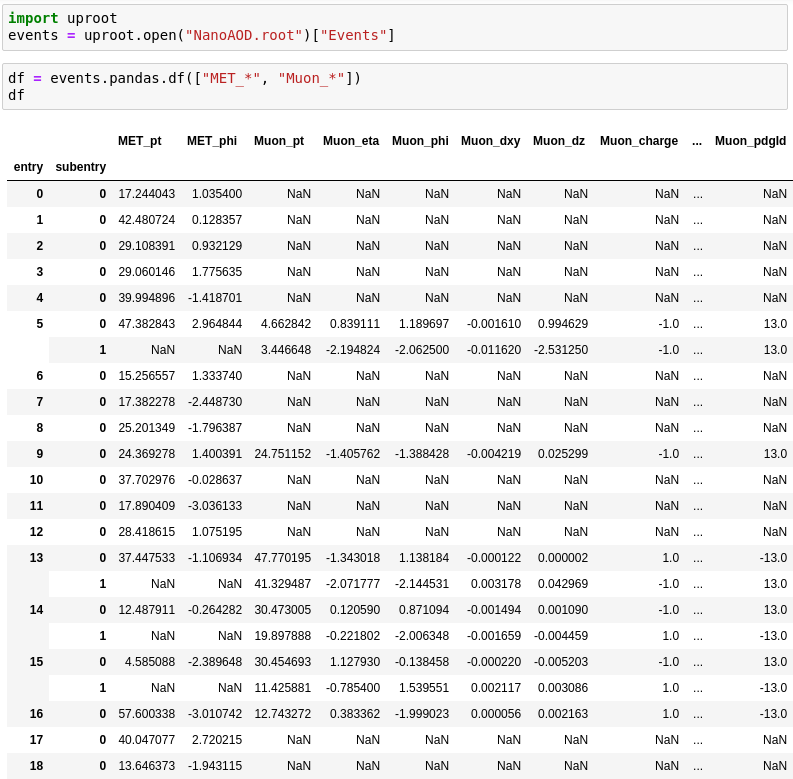 import uproot
events = uproot.open("NanoAOD.root")["Events"]
df = events.pandas.df(["MET_*", "Muon_*"])
df
MET_pt MET_phi Muon_pt Muon_eta Muon_phi Muon_dxy Muon_dz Muon_charge ... Muon_pdgId
entry subentry
0 0 17.244043 1.035400 NaN NaN NaN NaN NaN NaN ... NaN
1 0 42.480724 0.128357 NaN NaN NaN NaN NaN NaN ... NaN
2 0 29.108391 0.932129 NaN NaN NaN NaN NaN NaN ... NaN
3 0 29.060146 1.775635 NaN NaN NaN NaN NaN NaN ... NaN
4 0 39.994896 -1.418701 NaN NaN NaN NaN NaN NaN ... NaN
5 0 47.382843 2.964844 4.662842 0.839111 1.189697 -0.001610 0.994629 -1.0 ... 13.0
1 NaN NaN 3.446648 -2.194824 -2.062500 -0.011620 -2.531250 -1.0 ... 13.0
6 0 15.256557 1.333740 NaN NaN NaN NaN NaN NaN ... NaN
7 0 17.382278 -2.448730 NaN NaN NaN NaN NaN NaN ... NaN
8 0 25.201349 -1.796387 NaN NaN NaN NaN NaN NaN ... NaN
9 0 24.369278 1.400391 24.751152 -1.405762 -1.388428 -0.004219 0.025299 -1.0 ... 13.0
10 0 37.702976 -0.028637 NaN NaN NaN NaN NaN NaN ... NaN
11 0 17.890409 -3.036133 NaN NaN NaN NaN NaN NaN ... NaN
12 0 28.418615 1.075195 NaN NaN NaN NaN NaN NaN ... NaN
13 0 37.447533 -1.106934 47.770195 -1.343018 1.138184 -0.000122 0.000002 1.0 ... -13.0
1 NaN NaN 41.329487 -2.071777 -2.144531 0.003178 0.042969 -1.0 ... 13.0
14 0 12.487911 -0.264282 30.473005 0.120590 0.871094 -0.001494 0.001090 -1.0 ... 13.0
1 NaN NaN 19.897888 -0.221802 -2.006348 -0.001659 -0.004459 1.0 ... -13.0
15 0 4.585088 -2.389648 30.454693 1.127930 -0.138458 -0.000220 -0.005203 -1.0 ... 13.0
1 NaN NaN 11.425881 -0.785400 1.539551 0.002117 0.003086 1.0 ... -13.0
16 0 57.600338 -3.010742 12.743272 0.383362 -1.999023 0.000056 0.002163 1.0 ... -13.0
17 0 40.047077 2.720215 NaN NaN NaN NaN NaN NaN ... NaN
18 0 13.646373 -1.943115 NaN NaN NaN NaN NaN NaN ... NaN